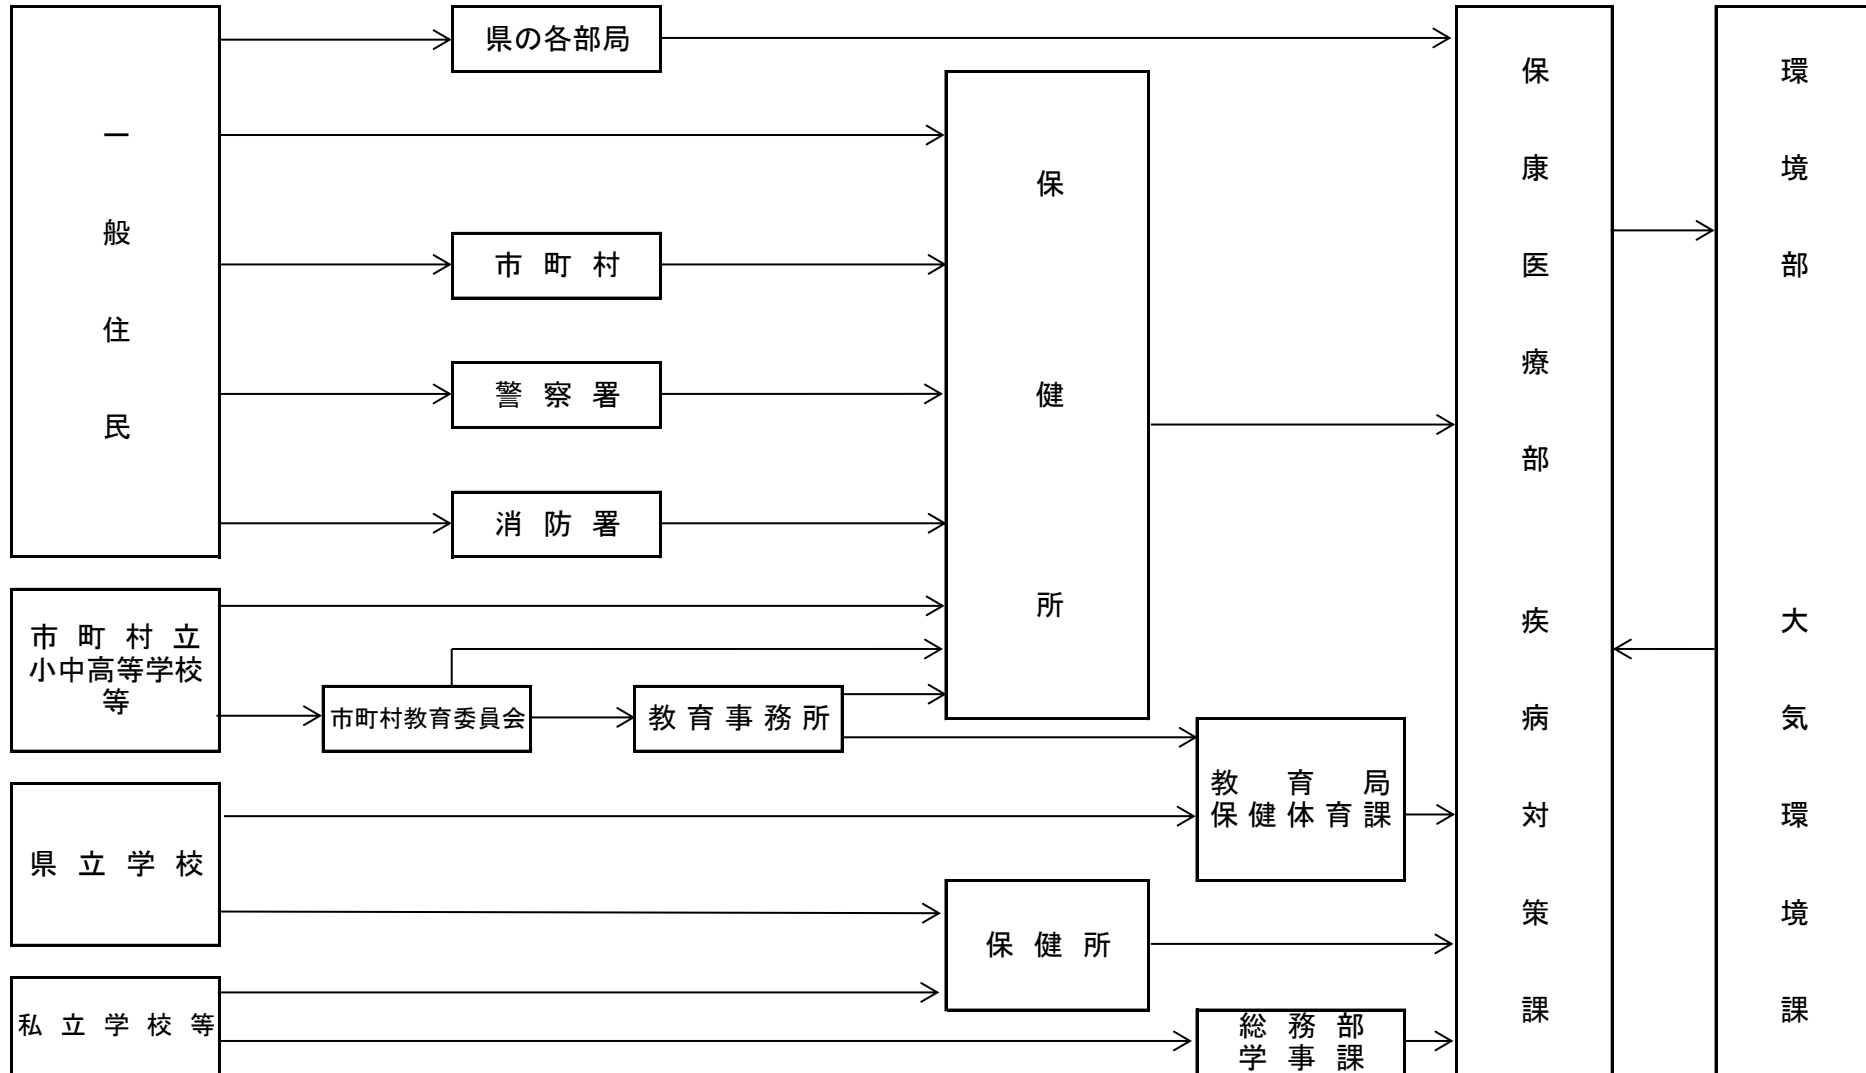 一般住民
県の各部局
市町村
警察署
消防署
保健所
市町村立
小中高等学校
等
市町村教育委員会
教育事務所
教育局
保健体育課
県立学校
保健所
私立学校等
総務部
学事課
保康医療部 疾病対策課
環境部 大気環境課